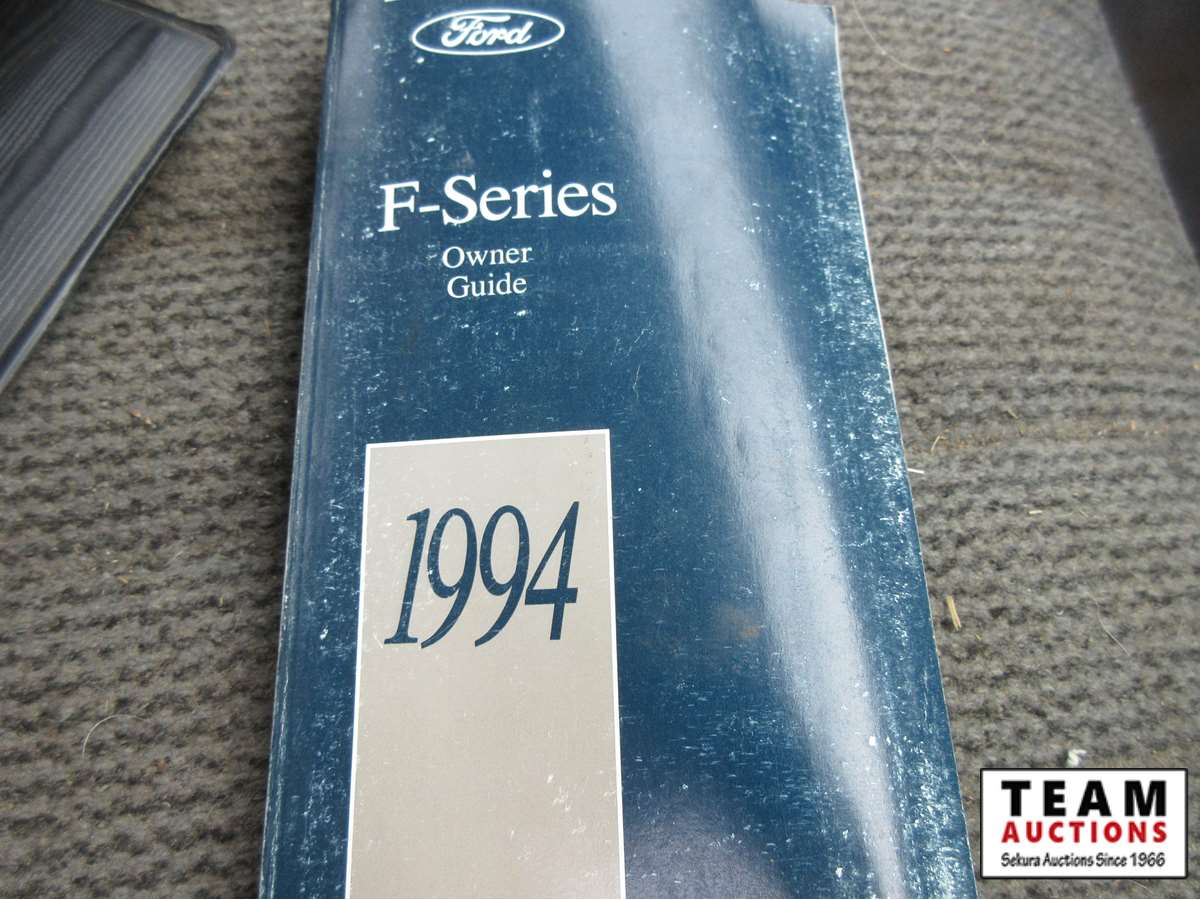 Ford
F-Series
Owner
Guide
1994
TEAM
AUCTIONS
Sekura Auctions Since 1966